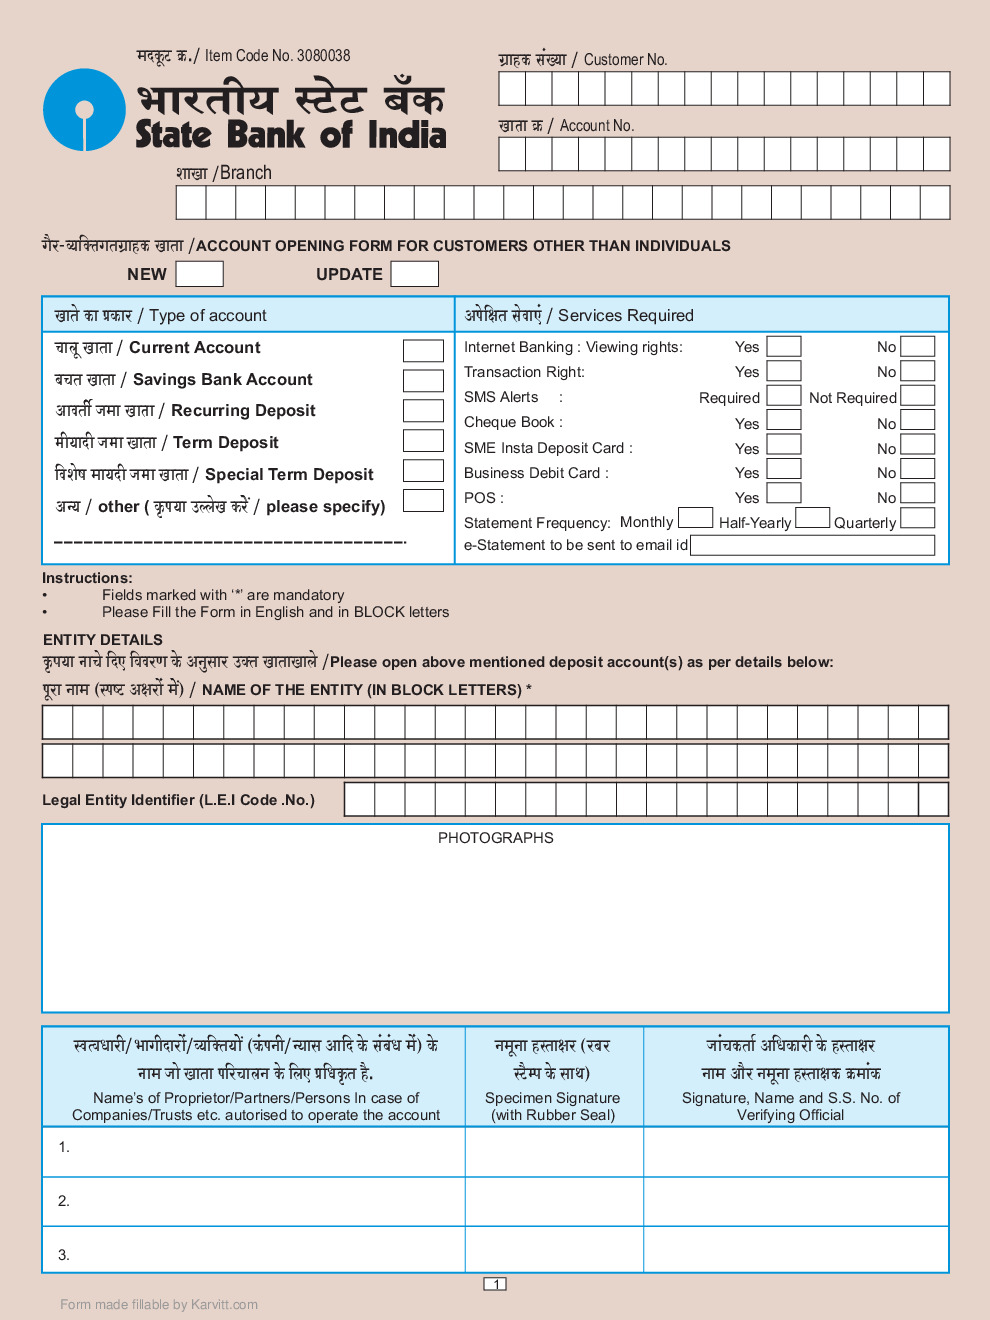 मदकूट क्र./ Item Code No. 3080038
भारतीय स्टेट बैंक
State Bank of India
ग्राहक संख्या / Customer No.
खाता क्र / Account No.
शाखा /Branch
गैर-व्यक्तिगतग्राहक खाता /ACCOUNT OPENING FORM FOR CUSTOMERS OTHER THAN INDIVIDUALS
NEW UPDATE
खाते का प्रकार / Type of account
चालू खाता / Current Account
बचत खाता / Savings Bank Account
आवर्ती जमा खाता / Recurring Deposit
मीयादी जमा खाता / Term Deposit
विशेष मायदी जमा खाता / Special Term Deposit
अन्य / other ( कृपया उल्लेख करें / please specify)
अपेक्षित सेवाएं / Services Required
Internet Banking : Viewing rights: Yes No
Transaction Right: Yes No
SMS Alerts : Required Not Required
Cheque Book : Yes No
SME Insta Deposit Card : Yes No
Business Debit Card : Yes No
POS : Yes No
Statement Frequency: Monthly Half-Yearly Quarterly
e-Statement to be sent to email id
Instructions:
• Fields marked with ‘*’ are mandatory
• Please Fill the Form in English and in BLOCK letters
ENTITY DETAILS
कृपया नाचे दिए विवरण के अनुसार उक्त खाताखाले /Please open above mentioned deposit account(s) as per details below:
पूरा नाम (स्पष्ट अक्षरों में) / NAME OF THE ENTITY (IN BLOCK LETTERS) *
Legal Entity Identifier (L.E.I Code .No.)
PHOTOGRAPHS
स्वत्वधारी/भागीदारों/व्यक्तियों (कंपनी/न्यास आदि के संबंध में) के
नाम जो खाता परिचालन के लिए प्रधिकृत है.
Name’s of Proprietor/Partners/Persons In case of
Companies/Trusts etc. autorised to operate the account
नमूना हस्ताक्षर (रबर
स्टैम्प के साथ)
Specimen Signature
(with Rubber Seal)
जांचकर्ता अधिकारी के हस्ताक्षर
नाम और नमूना हस्ताक्षक क्रमांक
Signature, Name and S.S. No. of
Verifying Official
1.
2.
3.
1
Form made fillable by Karvitt.com